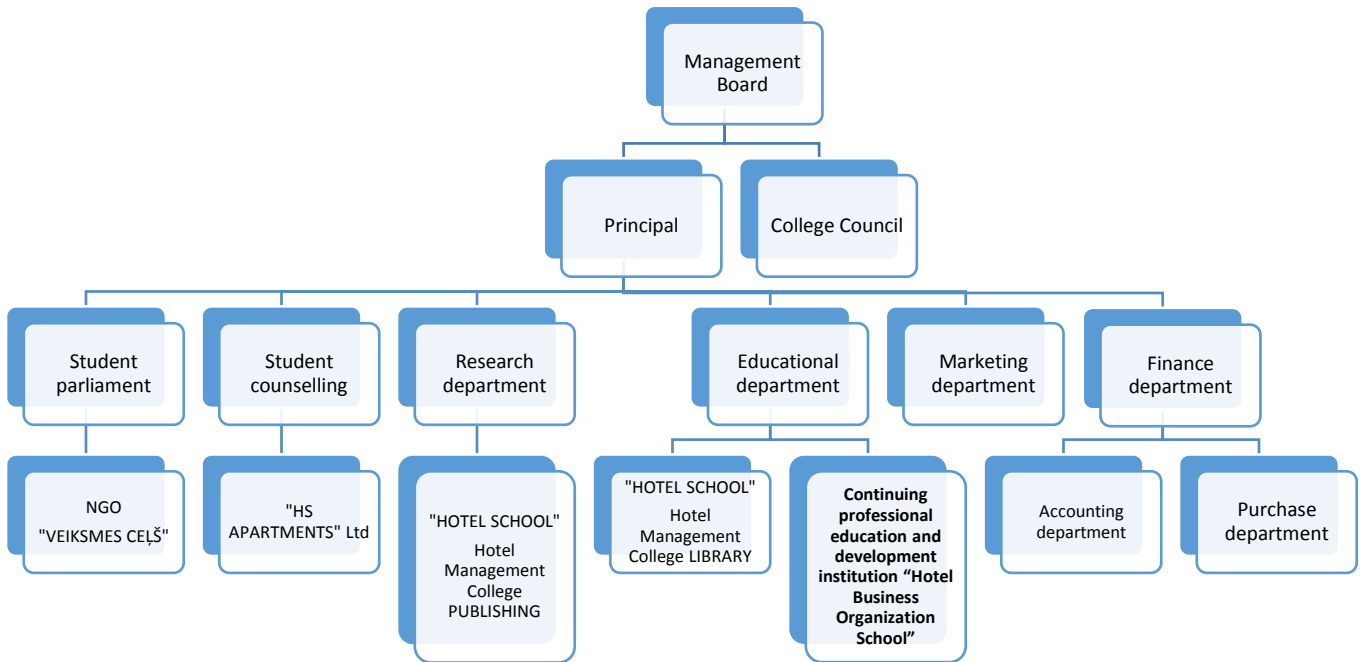 Management
Board
Principal
College Council
Student
parliament
Student
counselling
Research
department
Educational
department
Marketing
department
Finance
department
NGO
"VEIKSMES CEĻŠ"
"HS
APARTMENTS" Ltd
"HOTEL SCHOOL"
Hotel
Management
College
PUBLISHING
"HOTEL SCHOOL"
Hotel
Management
College LIBRARY
Continuing
professional
education and
development
institution “Hotel
Business
Organization
School”
Accounting
department
Purchase
department